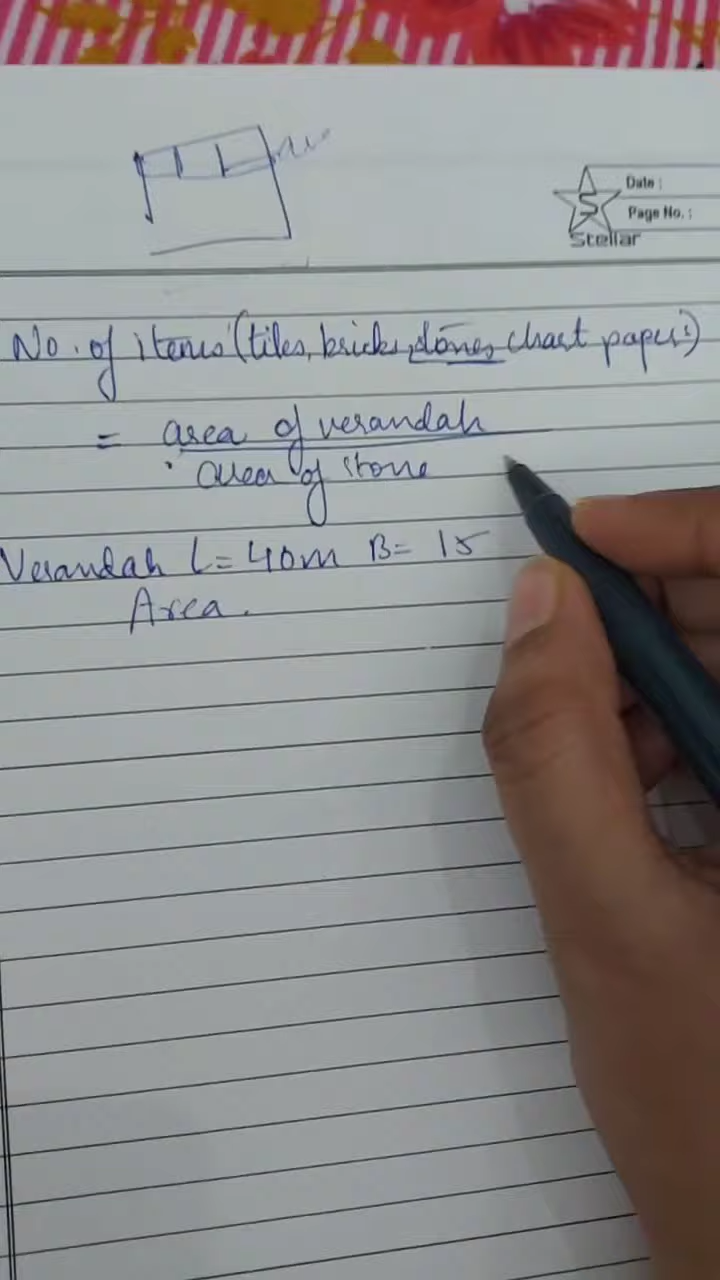 Date :
Page No. :
S
Stellar
No. of items (tiles, bricks, stones chart paper)
= area of verandah
area of stone
Verandah L = 40m B = 15
Area.